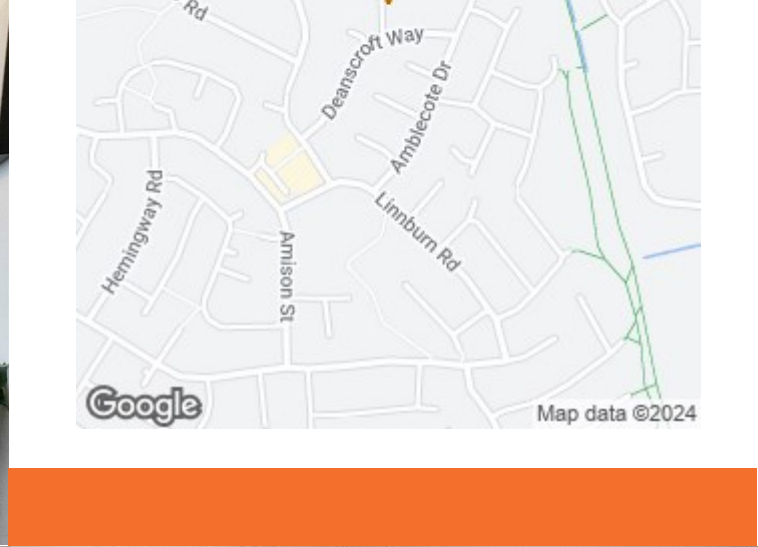 Rd
Deanscroft Way
Amblecote Dr
Hemingway Rd
Linnburn Rd
Amison St
Google
Map data ©2024